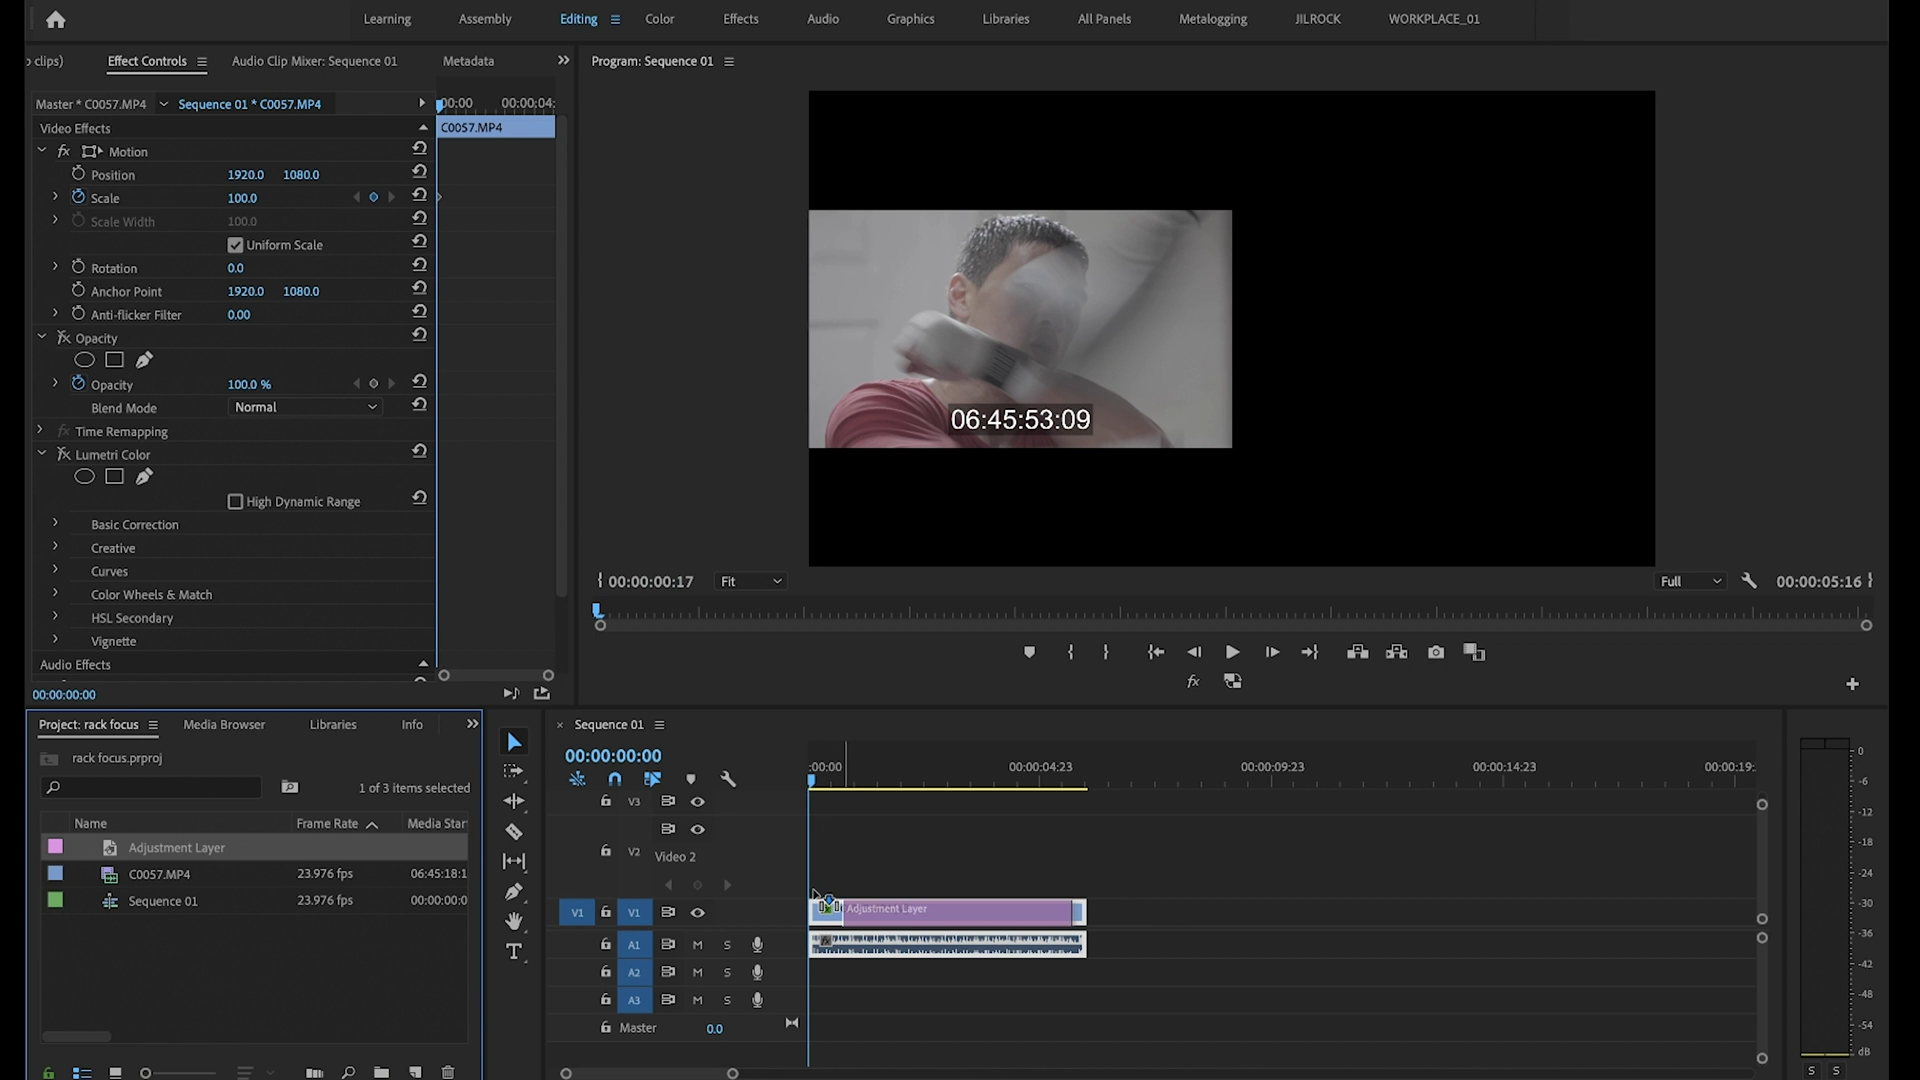 Learning Assembly Editing Color Effects Audio Graphics Libraries All Panels Metalogging JILROCK WORKPLACE_01
clips) Effect Controls Audio Clip Mixer: Sequence 01 Metadata
Program: Sequence 01
Master * C0057.MP4 Sequence 01 * C0057.MP4
:00:00 00:00:04:
Video Effects
C0057.MP4
fx Motion
Position 1920.0 1080.0
Scale 100.0
Scale Width 100.0
Uniform Scale
Rotation 0.0
Anchor Point 1920.0 1080.0
Anti-flicker Filter 0.00
fx Opacity
Opacity 100.0 %
Blend Mode Normal
fx Time Remapping
fx Lumetri Color
High Dynamic Range
Basic Correction
Creative
Curves
Color Wheels & Match
HSL Secondary
Vignette
Audio Effects
00:00:00:00
06:45:53:09
00:00:00:17 Fit Full 00:00:05:16
fx
Project: rack focus Media Browser Libraries Info
rack focus.prproj
1 of 3 items selected
Name Frame Rate Media Star
Adjustment Layer
C0057.MP4 23.976 fps 06:45:18:1
Sequence 01 23.976 fps 00:00:00:0
T
× Sequence 01
00:00:00:00
:00:00 00:00:04:23 00:00:09:23 00:00:14:23 00:00:19:
V3
V2 Video 2
V1 V1
Adjustment Layer
fx
A1 M S
A2 M S
A3 M S
Master 0.0
0
-6
-12
-18
-24
-30
-36
-42
-48
-54
dB
S S